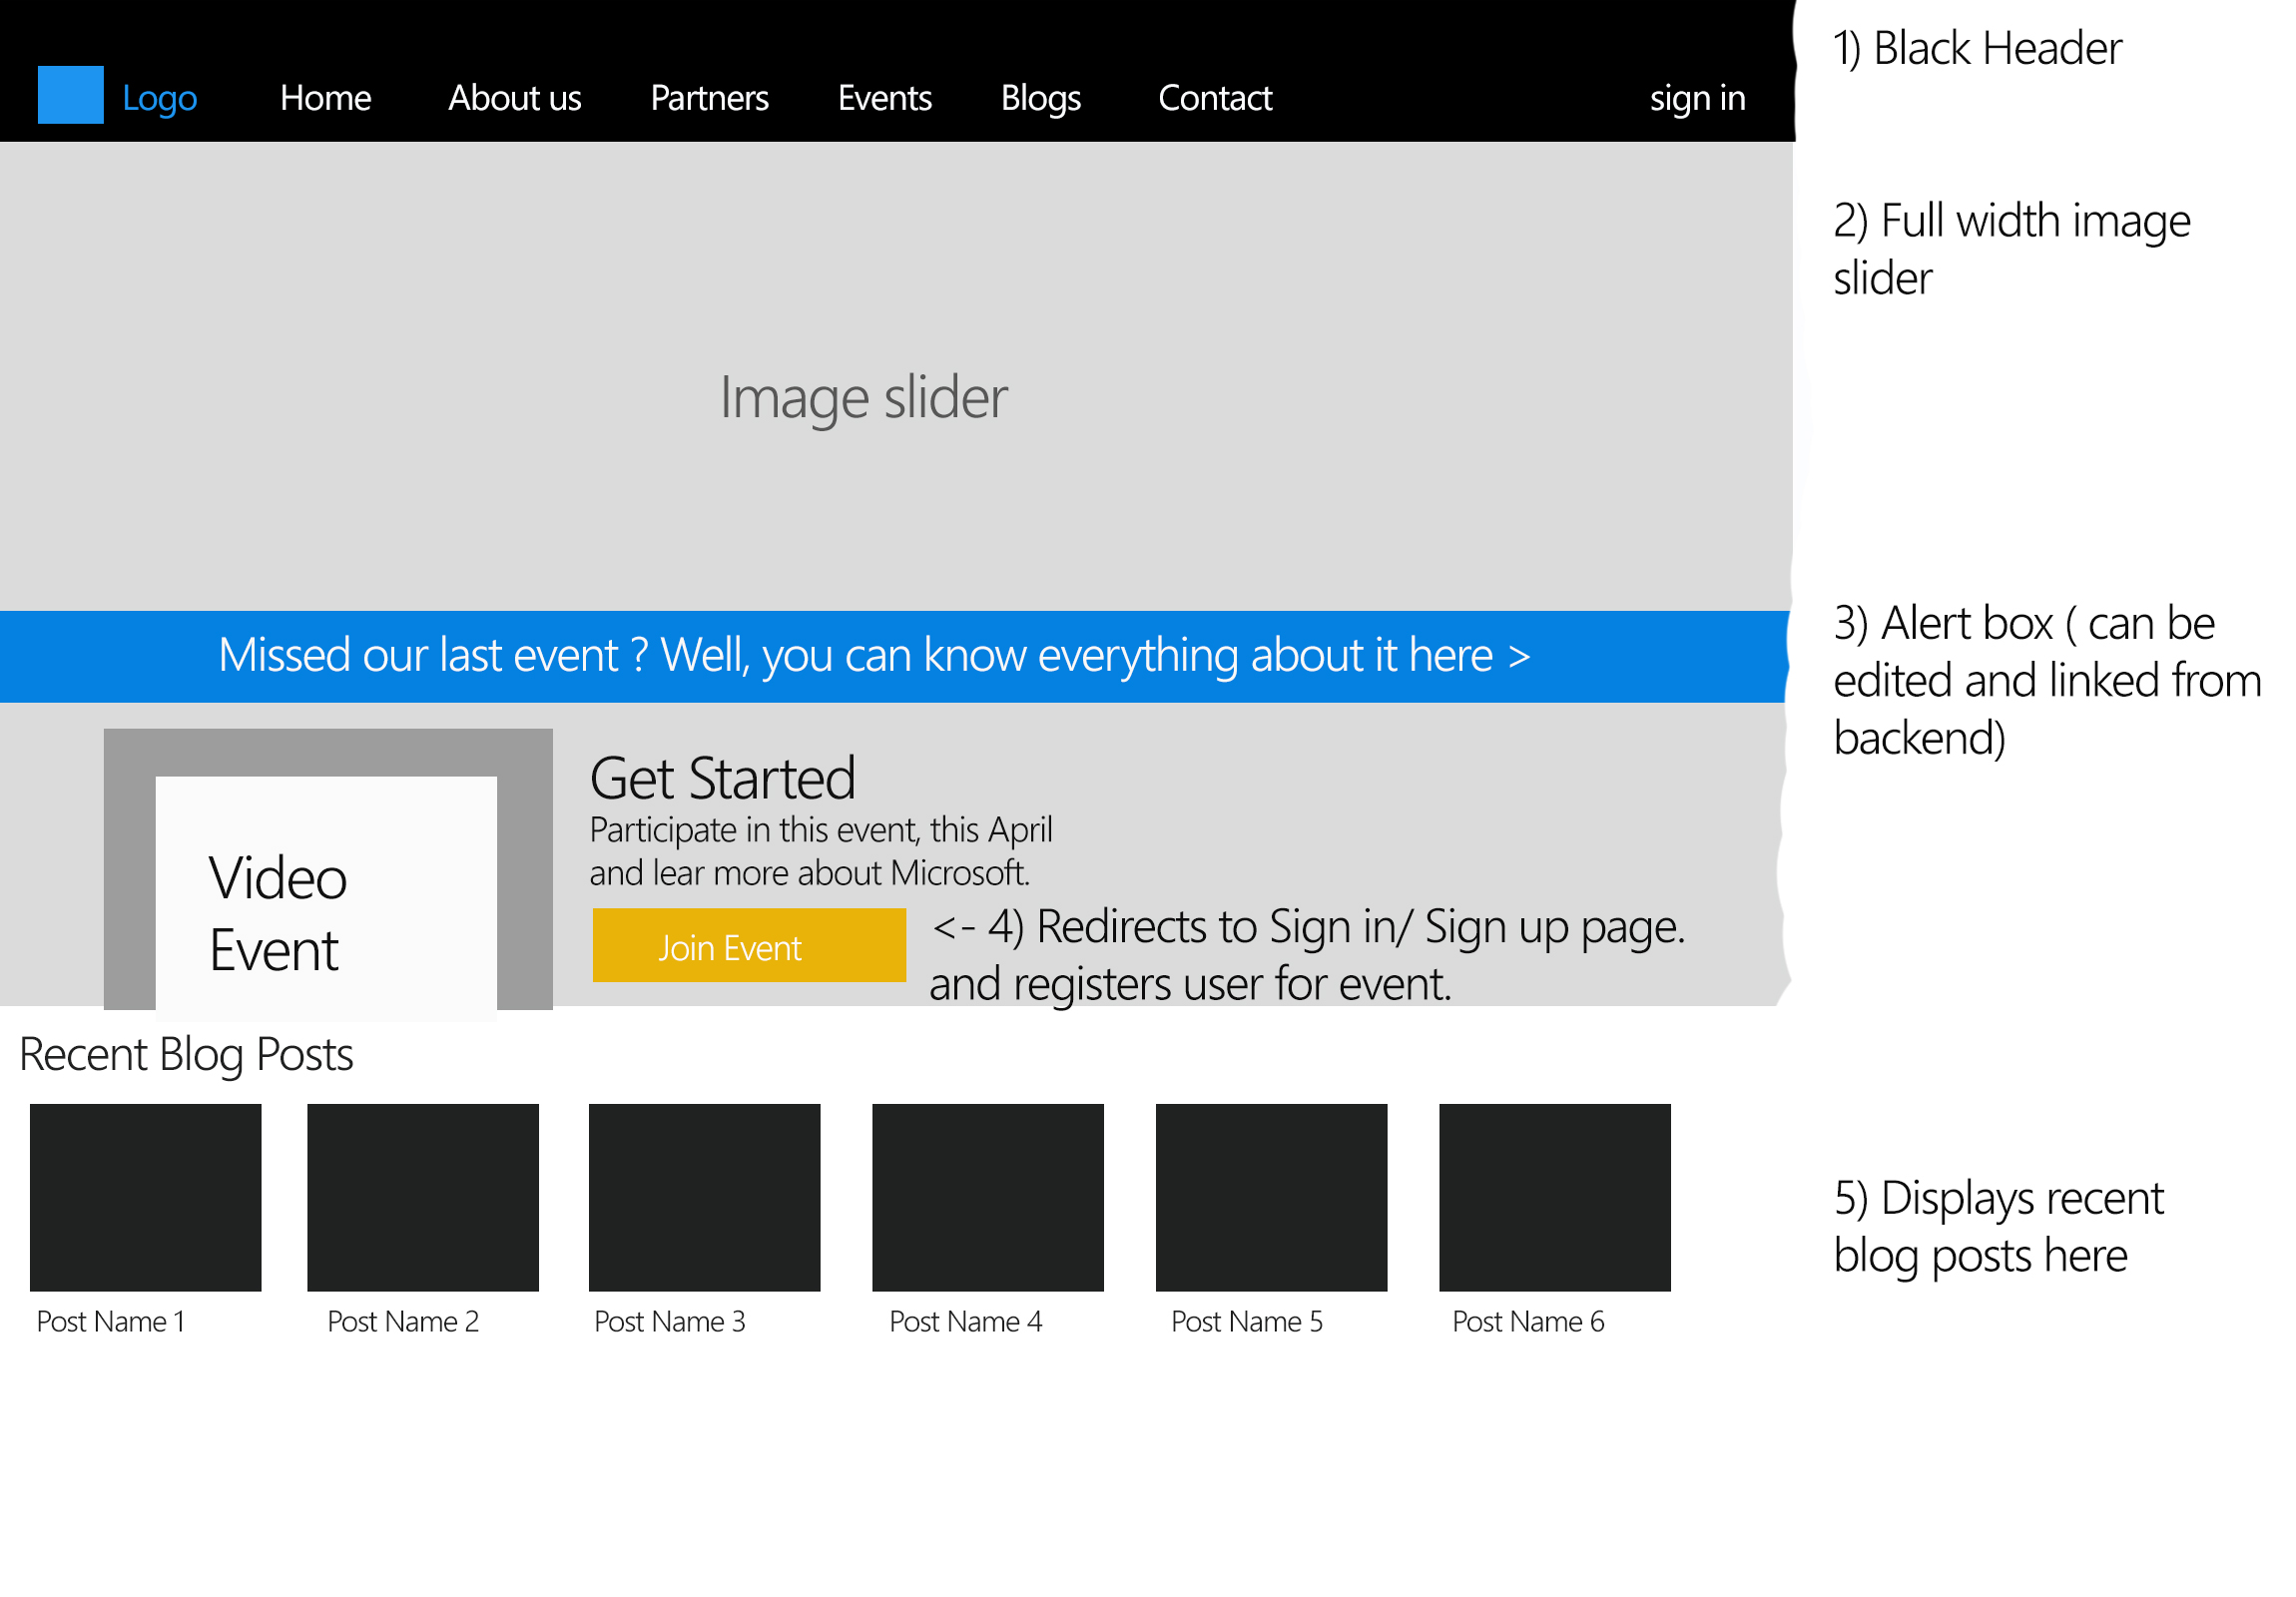 Logo
Home
About us
Partners
Events
Blogs
Contact
sign in
1) Black Header
2) Full width image
slider
Image slider
Missed our last event ? Well, you can know everything about it here >
3) Alert box ( can be
edited and linked from
backend)
Video
Event
Get Started
Participate in this event, this April
and lear more about Microsoft.
Join Event
<- 4) Redirects to Sign in/ Sign up page.
and registers user for event.
Recent Blog Posts
Post Name 1
Post Name 2
Post Name 3
Post Name 4
Post Name 5
Post Name 6
5) Displays recent
blog posts here